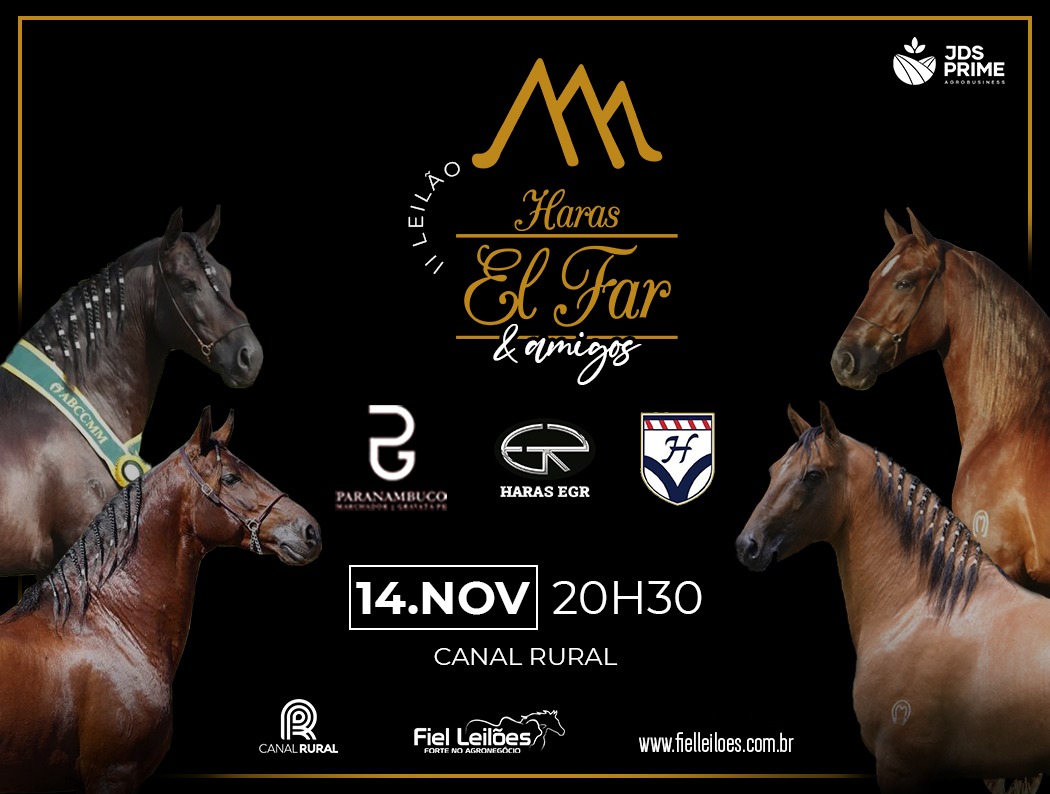 JDS
PRIME
AGROBUSINESS
II LEILÃO
Haras
El Far
& amigos
ABCCMM
PARANAMBUCO
MARCHADOR | GRAVATÁ PE
ER
HARAS EGR
H
14.NOV 20H30
CANAL RURAL
CANAL RURAL
Fiel Leilões
FORTE NO AGRONEGÓCIO
www.fielleiloes.com.br